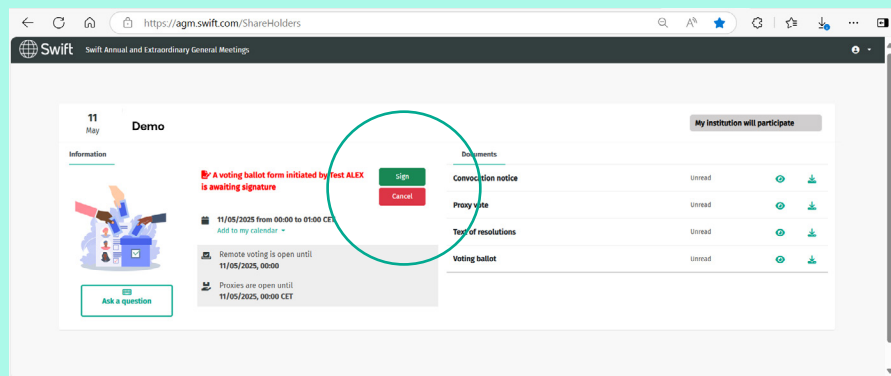 https://agm.swift.com/ShareHolders
Swift Swift Annual and Extraordinary General Meetings
11
May
Demo
My institution will participate
Information
A voting ballot form initiated by Test ALEX
is awaiting signature
Sign
Cancel
11/05/2025 from 00:00 to 01:00 CET
Add to my calendar
Remote voting is open until
11/05/2025, 00:00
Proxies are open until
11/05/2025, 00:00 CET
Ask a question
Documents
Convocation notice Unread
Proxy vote Unread
Text of resolutions Unread
Voting ballot Unread